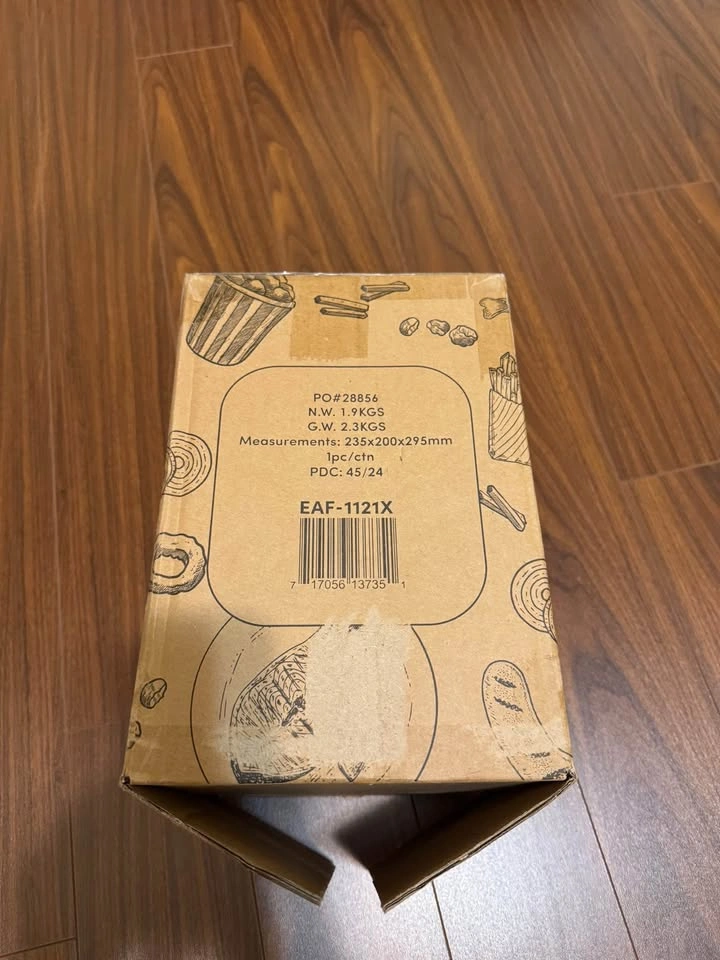 PO#28856
N.W. 1.9KGS
G.W. 2.3KGS
Measurements: 235x200x295mm
1pc/ctn
PDC: 45/24
EAF-1121X
7 17056 13735 1